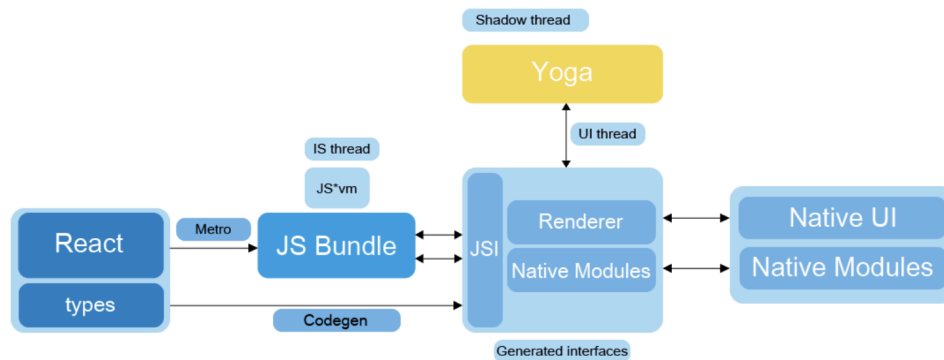 Shadow thread
Yoga
UI thread
IS thread
JS*vm
React
types
Metro
JS Bundle
Codegen
JSI
Renderer
Native Modules
Generated interfaces
Native UI
Native Modules